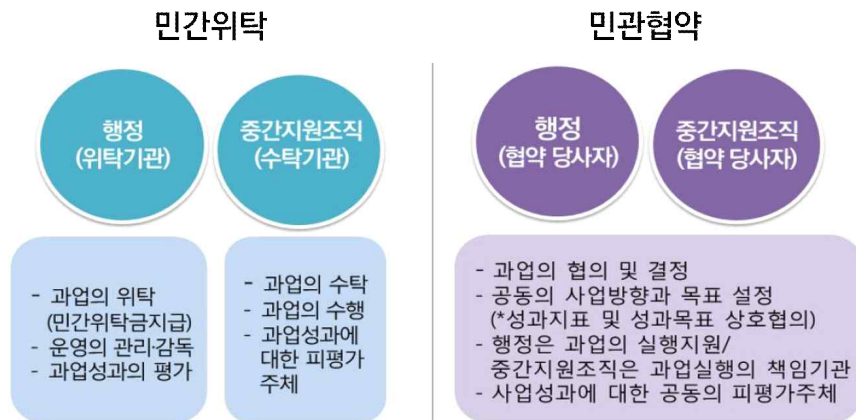 민간위탁
행정
(위탁기관)
중간지원조직
(수탁기관)
- 과업의 위탁
(민간위탁금지급)
- 운영의 관리·감독
- 과업성과의 평가
- 과업의 수탁
- 과업의 수행
- 과업성과에
대한 피평가
주체
민관협약
행정
(협약 당사자)
중간지원조직
(협약 당사자)
- 과업의 협의 및 결정
- 공동의 사업방향과 목표 설정
(*성과지표 및 성과목표 상호협의)
- 행정은 과업의 실행지원/
중간지원조직은 과업실행의 책임기관
- 사업성과에 대한 공동의 피평가주체